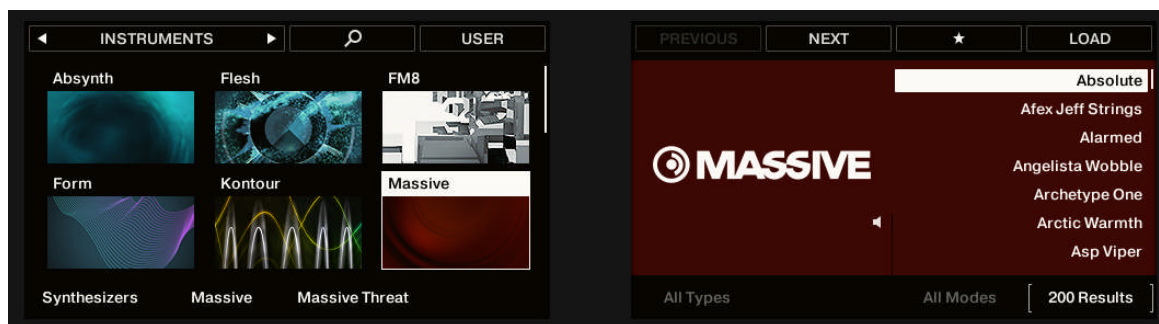 INSTRUMENTS
USER
Absynth
Flesh
FM8
Form
Kontour
Massive
Synthesizers
Massive
Massive Threat
PREVIOUS
NEXT
LOAD
MASSIVE
Absolute
Afex Jeff Strings
Alarmed
Angelista Wobble
Archetype One
Arctic Warmth
Asp Viper
All Types
All Modes
200 Results